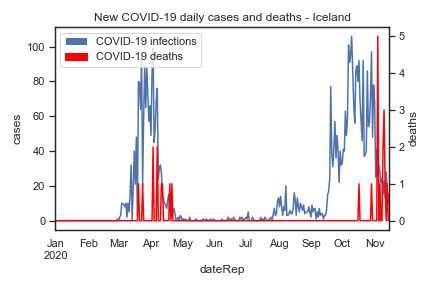 New COVID-19 daily cases and deaths - Iceland
COVID-19 infections
COVID-19 deaths
100
80
60
40
20
0
cases
5
4
3
2
1
0
deaths
Jan Feb Mar Apr May Jun Jul Aug Sep Oct Nov
2020
dateRep